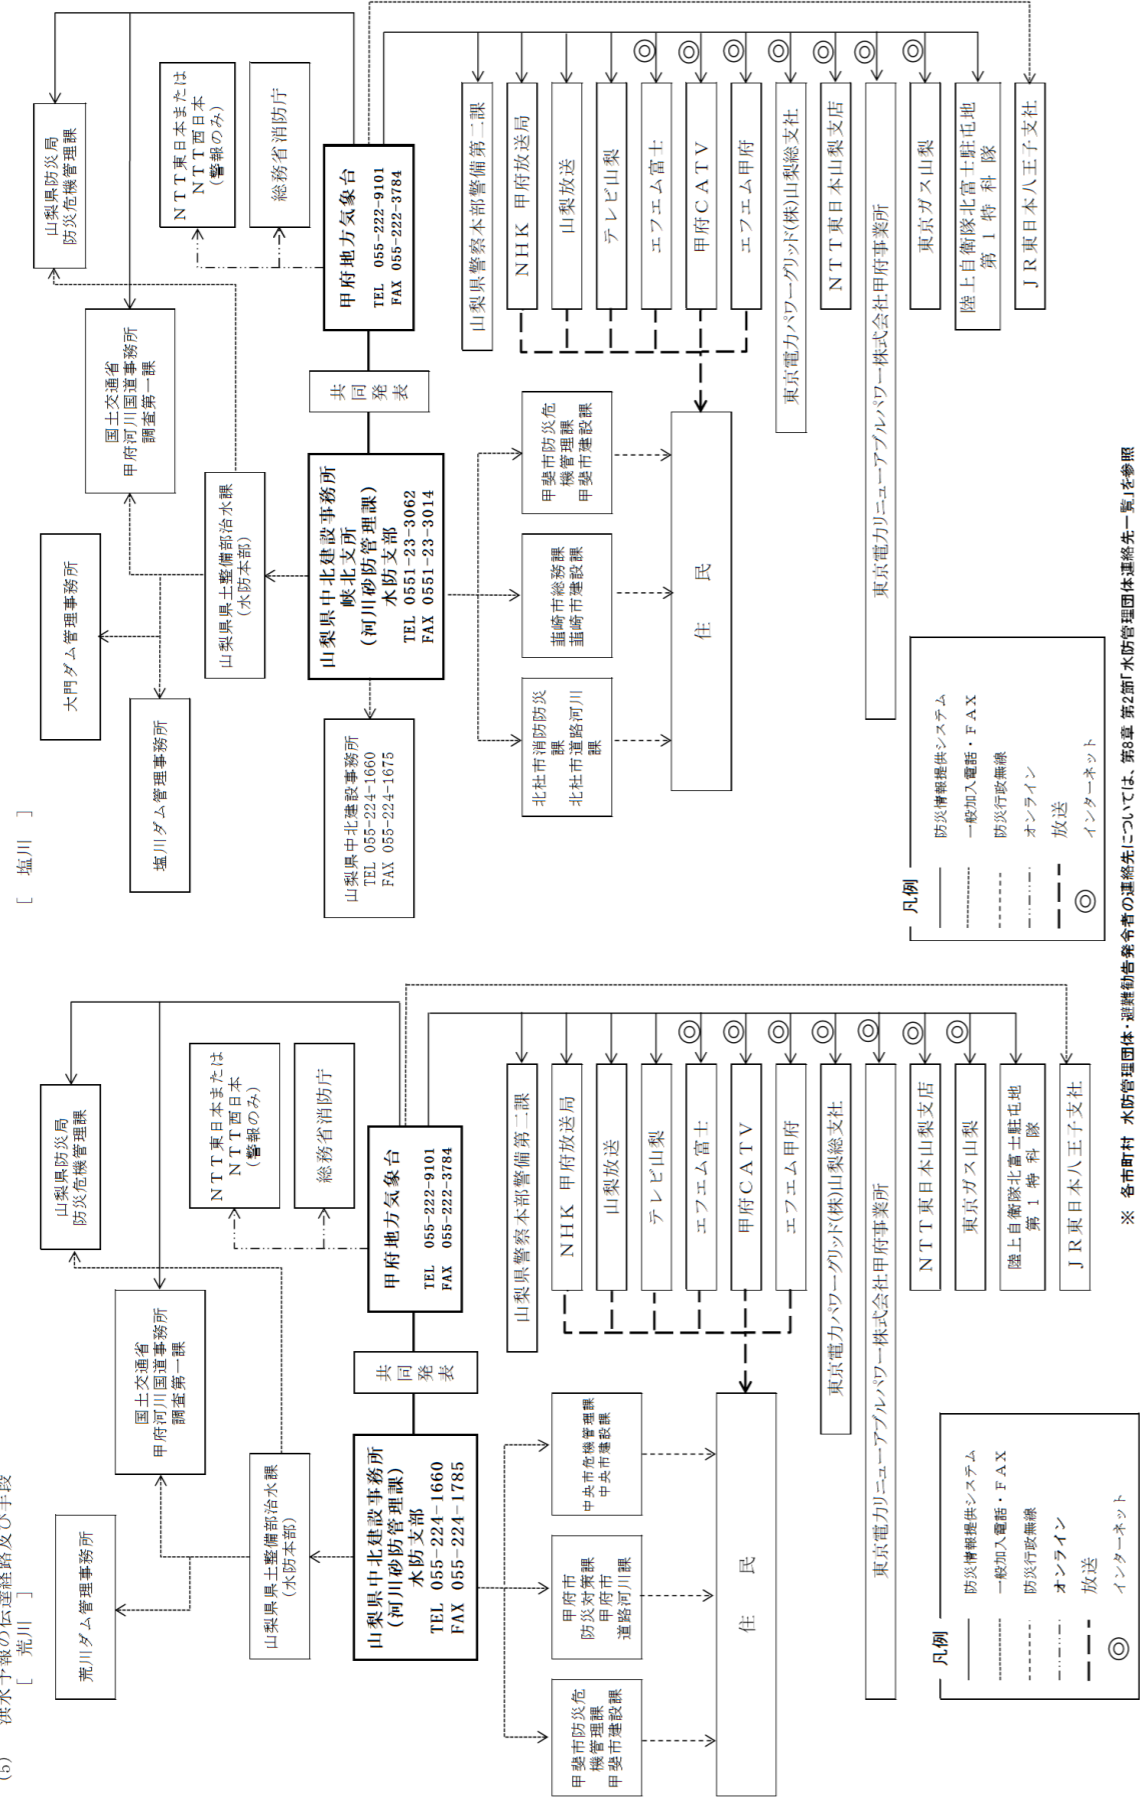 (5) 洪水予報の伝達経路及び手段
[ 荒川 ]
荒川ダム管理事務所
山梨県防災局
防災危機管理課
国土交通省
甲府河川国道事務所
調査第一課
NTT東日本または
NTT西日本
(警報のみ)
総務省消防庁
山梨県県土整備部治水課
(水防本部)
山梨県中北建設事務所
(河川砂防管理課)
水防支部
TEL 055-224-1660
FAX 055-224-1785
共同
発表
甲府地方気象台
TEL 055-222-9101
FAX 055-222-3784
甲斐市防災危
機管理課
甲斐市建設課
甲府市
防災対策課
甲府市
道路河川課
中央市危機管理課
中央市建設課
住 民
山梨県警察本部警備第二課
NHK 甲府放送局
山梨放送
テレビ山梨
エフエム富士
甲府CATV
エフエム甲府
東京電力パワーグリッド(株)山梨総支社
東京電力リニューアブルパワー株式会社甲府事業所
NTT東日本山梨支店
東京ガス山梨
陸上自衛隊北富士駐屯地
第1特科隊
JR東日本八王子支社
凡例
防災情報提供システム
一般加入電話・FAX
防災行政無線
オンライン
放送
◎ インターネット
[ 塩川 ]
大門ダム管理事務所
塩川ダム管理事務所
山梨県防災局
防災危機管理課
国土交通省
甲府河川国道事務所
調査第一課
NTT東日本または
NTT西日本
(警報のみ)
総務省消防庁
山梨県県土整備部治水課
(水防本部)
山梨県中北建設事務所
TEL 055-224-1660
FAX 055-224-1675
山梨県中北建設事務所
峡北支所
(河川砂防管理課)
水防支部
TEL 0551-23-3062
FAX 0551-23-3014
共同
発表
甲府地方気象台
TEL 055-222-9101
FAX 055-222-3784
北杜市消防防災
課
北杜市道路河川
課
韮崎市総務課
韮崎市建設課
甲斐市防災危
機管理課
甲斐市建設課
住 民
山梨県警察本部警備第二課
NHK 甲府放送局
山梨放送
テレビ山梨
エフエム富士
甲府CATV
エフエム甲府
東京電力パワーグリッド(株)山梨総支社
NTT東日本山梨支店
東京電力リニューアブルパワー株式会社甲府事業所
東京ガス山梨
陸上自衛隊北富士駐屯地
第1特科隊
JR東日本八王子支社
凡例
防災情報提供システム
一般加入電話・FAX
防災行政無線
オンライン
放送
◎ インターネット
※ 各市町村 水防管理団体・避難勧告発令者の連絡先については、第8章 第2節「水防管理団体連絡先一覧」を参照